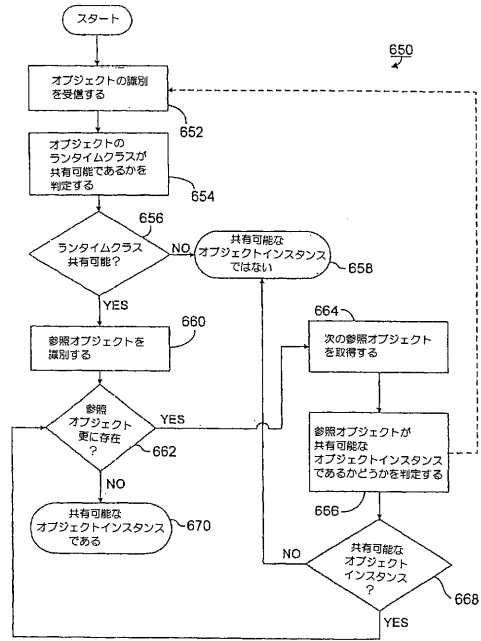 スタート
650
オブジェクトの識別
を受信する
652
オブジェクトの
ランタイムクラスが
共有可能であるかを
判定する
654
656
ランタイムクラス
共有可能?
NO
共有可能な
オブジェクトインスタンス
ではない
658
YES
660
参照オブジェクトを
識別する
664
次の参照オブジェクト
を取得する
参照
オブジェクト
更に存在
?
YES
662
NO
参照オブジェクトが
共有可能な
オブジェクトインスタンス
であるかどうかを判定する
666
共有可能な
オブジェクトインスタンス
である
670
NO
共有可能な
オブジェクト
インスタンス
?
668
YES